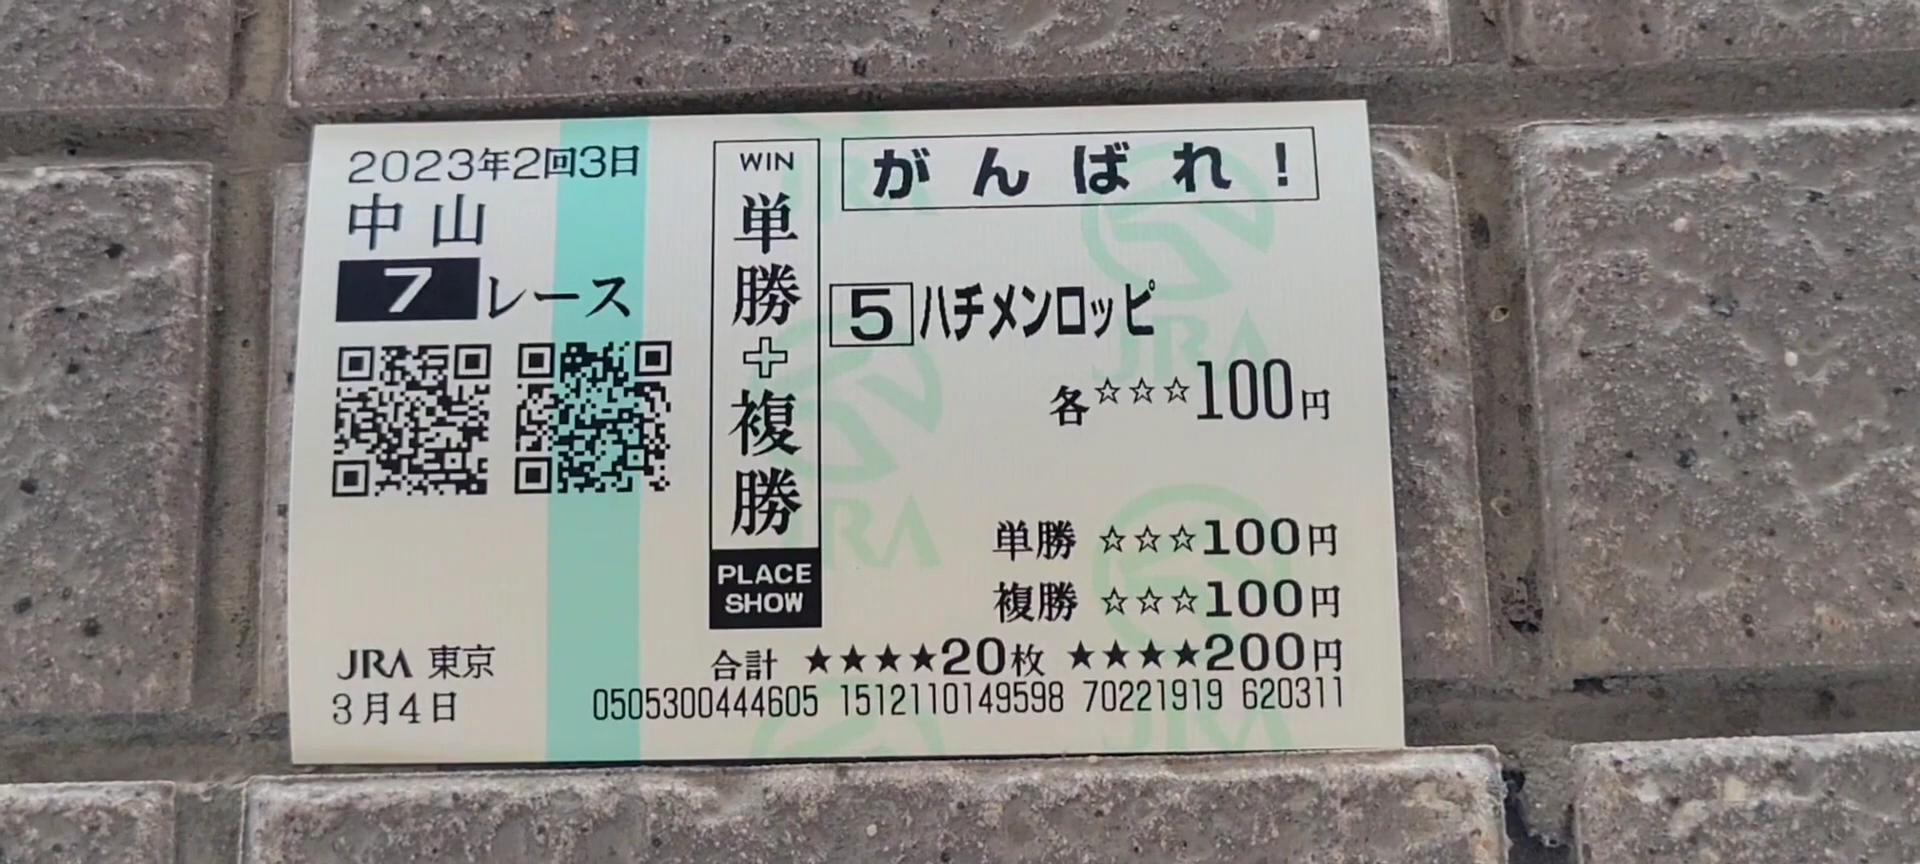 2023年2回3日
中山
7レース
JRA 東京
3月4日
WIN
単勝+複勝
PLACE
SHOW
がんばれ!
5 ハチメンロッピ
各☆☆☆100円
単勝 ☆☆☆100円
複勝 ☆☆☆100円
合計 ★★★★20枚 ★★★★200円
0505300444605 1512110149598 70221919 620311
JRA
JRA
JRA